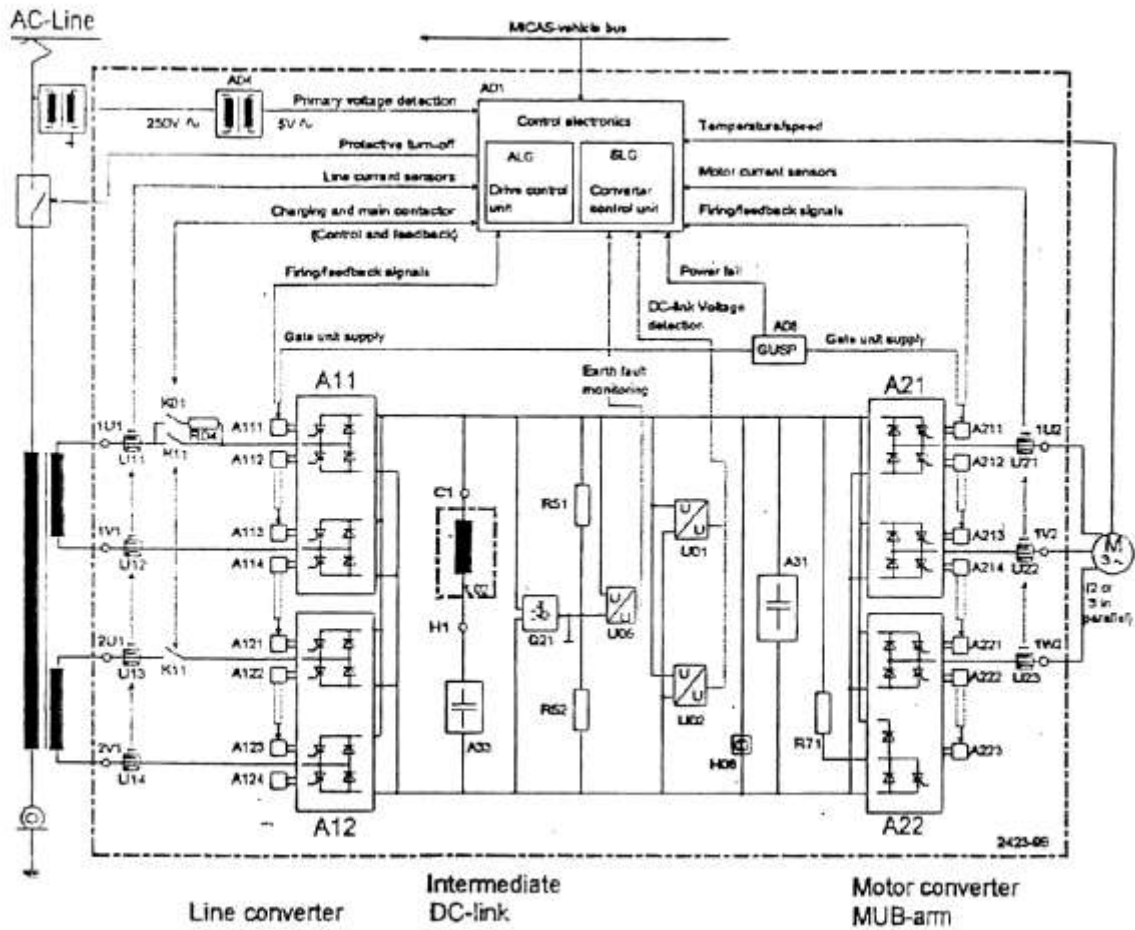 AC-Line
MICAS-vehicle bus
AD4
AD1
Primary voltage detection
250V ∿
5V ∿
Control electronics
Temperature/speed
Protective turn-off
ALG
SLG
Line current sensors
Drive control
unit
Converter
control unit
Motor current sensors
Charging and main contactor
(Control and feedback)
Firing/feedback signals
Firing/feedback signals
Power fail
DC-link Voltage
detection
Gate unit supply
GUSP
Gate unit supply
Earth fault
monitoring
A11
A21
K01
R04
K11
1U1
U11
A111
A112
A211
A212
1U2
U21
C1
R51
U
U
U01
A113
A114
1V1
U12
A213
A214
1V2
U22
M
3~
(2 or
3 in
parallel)
A31
H1
Q21
U
U
U05
2U1
U13
K11
A121
A122
A221
A222
1W2
U23
U
U
U02
A33
R52
R71
H06
A123
A124
2V1
U14
A223
A12
A22
2423-96
Line converter
Intermediate
DC-link
Motor converter
MUB-arm